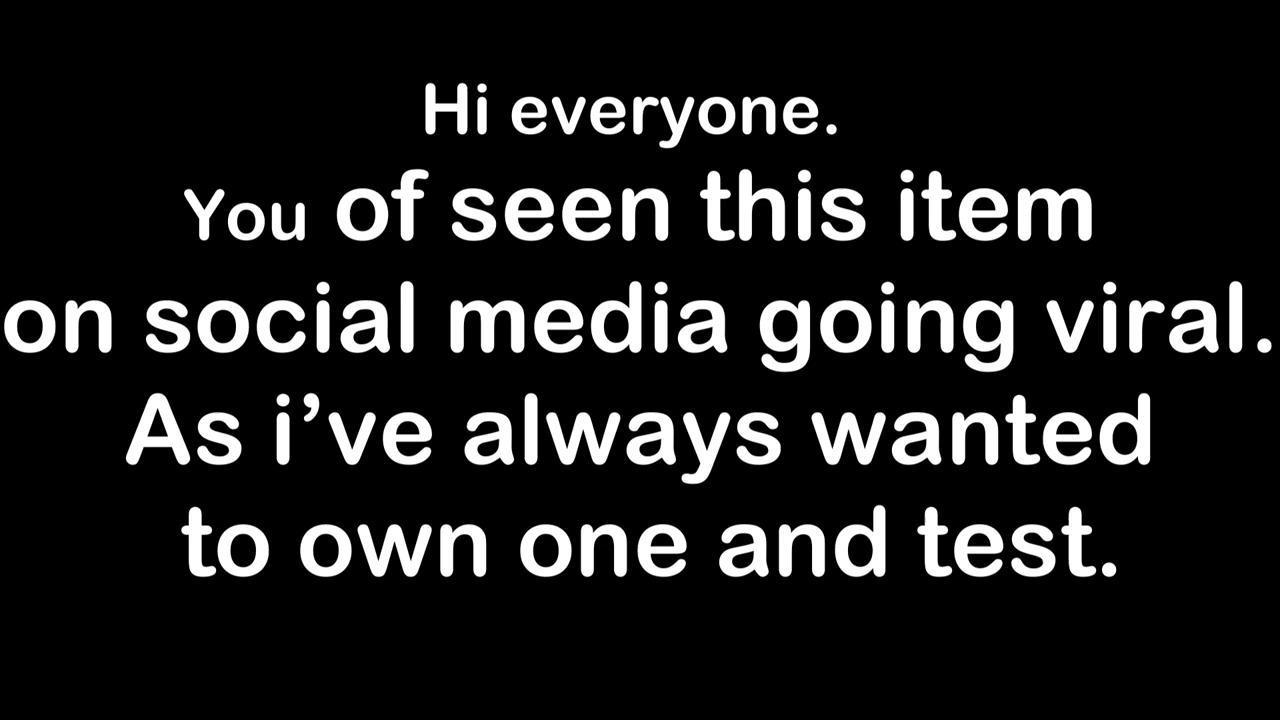 Hi everyone.
You of seen this item
on social media going viral.
As i’ve always wanted
to own one and test.